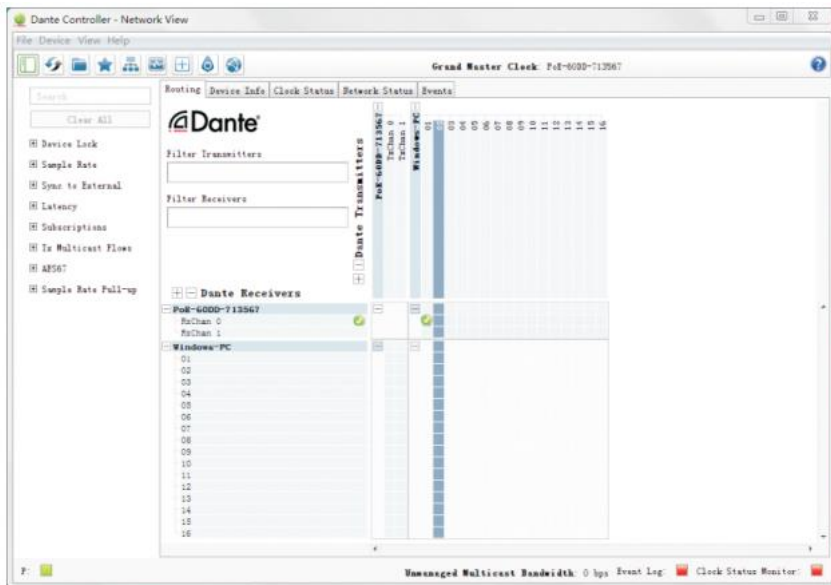 Dante Controller - Network View
File Device View Help
Grand Master Clock: PoE-60DD-713567
Search
Clear All
Device Lock
Sample Rate
Sync to External
Latency
Subscriptions
Tx Multicast Flows
AES67
Sample Rate Pull-up
Routing Device Info Clock Status Network Status Events
Dante
Filter Transmitters
Filter Receivers
Dante Transmitters
PoE-60DD-713567
TxChan 0
TxChan 1
Windows-PC
01
02
03
04
05
06
07
08
09
10
11
12
13
14
15
16
Dante Receivers
PoE-60DD-713567
RxChan 0
RxChan 1
Windows-PC
01
02
03
04
05
06
07
08
09
10
11
12
13
14
15
16
P:
Unmanaged Multicast Bandwidth: 0 bps Event Log: Clock Status Monitor: